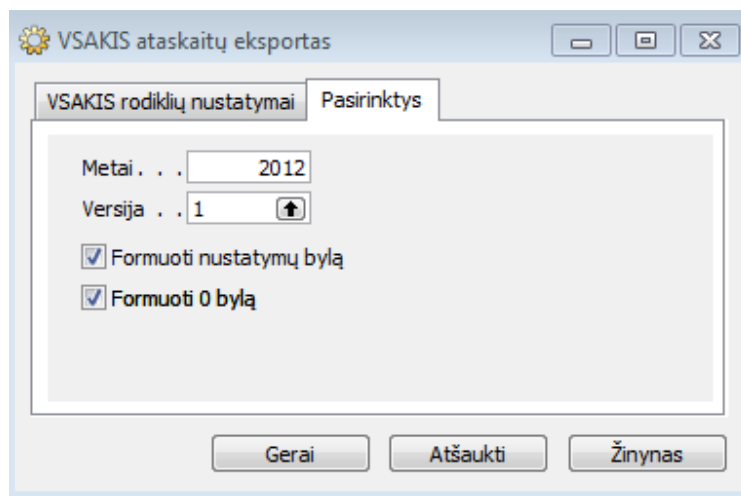 VSAKIS ataskaitų eksportas
VSAKIS rodiklių nustatymai Pasirinktys
Metai . . . 2012
Versija . . 1
Formuoti nustatymų bylą
Formuoti 0 bylą
Gerai Atšaukti Žinynas